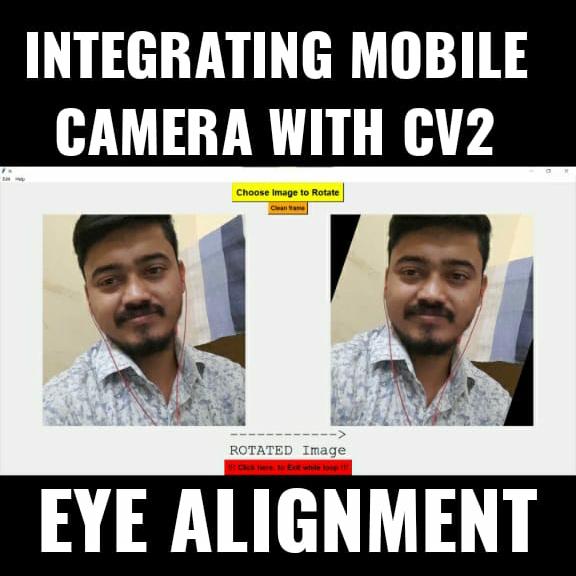 INTEGRATING MOBILE
CAMERA WITH CV2
Edit Help
Choose Image to Rotate
Clean frame
------------>
ROTATED Image
!!! Click here, to Exit while loop !!!
EYE ALIGNMENT